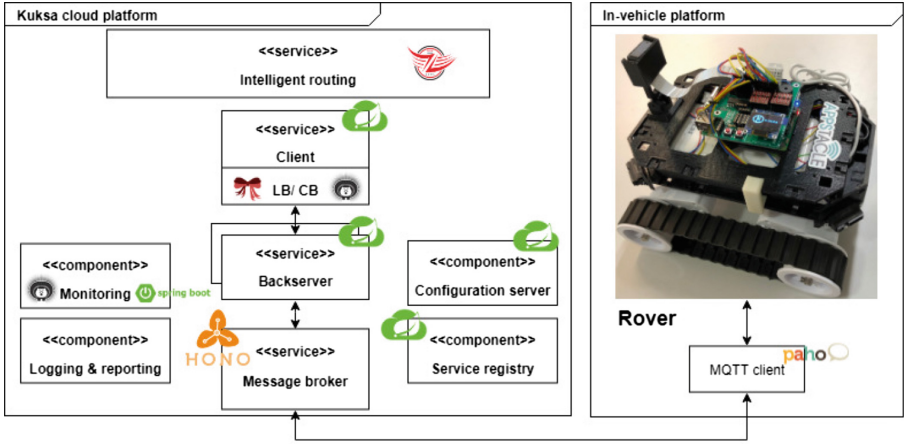 Kuksa cloud platform
<<service>>
Intelligent routing
<<service>>
Client
LB/ CB
<<service>>
Backserver
<<component>>
Monitoring
spring boot
<<component>>
Logging & reporting
HONO
<<service>>
Message broker
<<component>>
Configuration server
<<component>>
Service registry
In-vehicle platform
APPSTACLE
Rover
paho
MQTT client